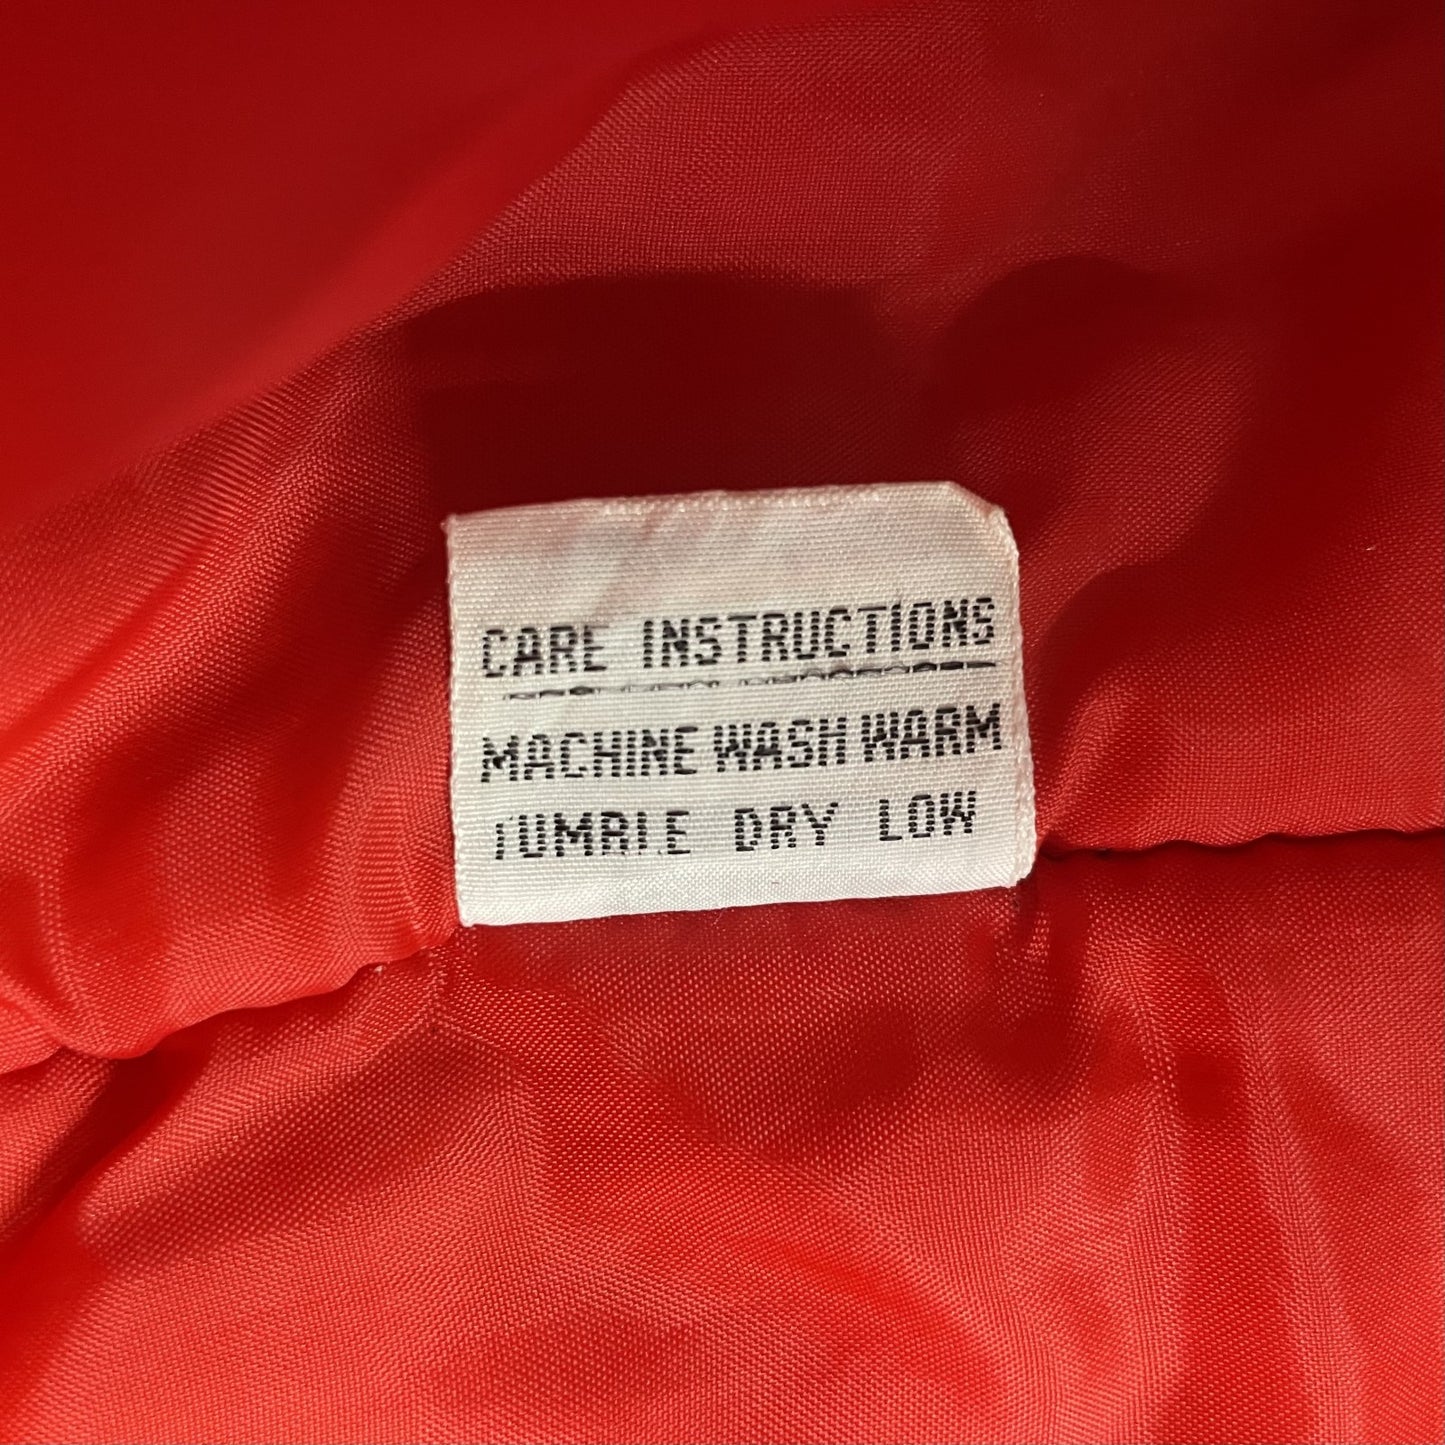 CARE INSTRUCTIONS
MACHINE WASH WARM
TUMBLE DRY LOW